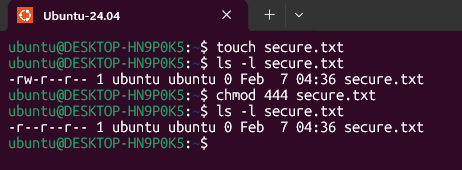 Ubuntu-24.04
ubuntu@DESKTOP-HN9P0K5:~$ touch secure.txt
ubuntu@DESKTOP-HN9P0K5:~$ ls -l secure.txt
-rw-r--r-- 1 ubuntu ubuntu 0 Feb  7 04:36 secure.txt
ubuntu@DESKTOP-HN9P0K5:~$ chmod 444 secure.txt
ubuntu@DESKTOP-HN9P0K5:~$ ls -l secure.txt
-r--r--r-- 1 ubuntu ubuntu 0 Feb  7 04:36 secure.txt
ubuntu@DESKTOP-HN9P0K5:~$